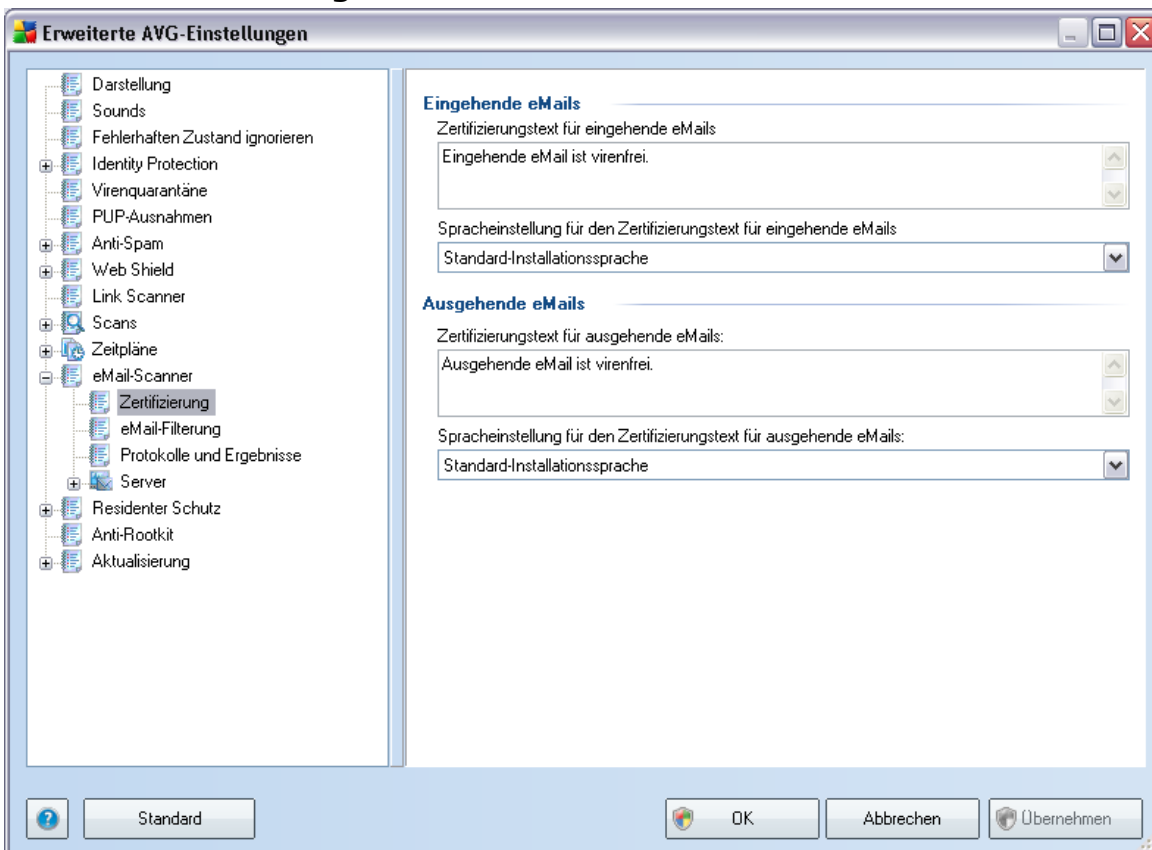 Erweiterte AVG-Einstellungen
Darstellung
Sounds
Fehlerhaften Zustand ignorieren
Identity Protection
Virenquarantäne
PUP-Ausnahmen
Anti-Spam
Web Shield
Link Scanner
Scans
Zeitpläne
eMail-Scanner
Zertifizierung
eMail-Filterung
Protokolle und Ergebnisse
Server
Residenter Schutz
Anti-Rootkit
Aktualisierung
Eingehende eMails
Zertifizierungstext für eingehende eMails
Eingehende eMail ist virenfrei.
Spracheinstellung für den Zertifizierungstext für eingehende eMails
Standard-Installationssprache
Ausgehende eMails
Zertifizierungstext für ausgehende eMails:
Ausgehende eMail ist virenfrei.
Spracheinstellung für den Zertifizierungstext für ausgehende eMails:
Standard-Installationssprache
Standard
OK
Abbrechen
Übernehmen